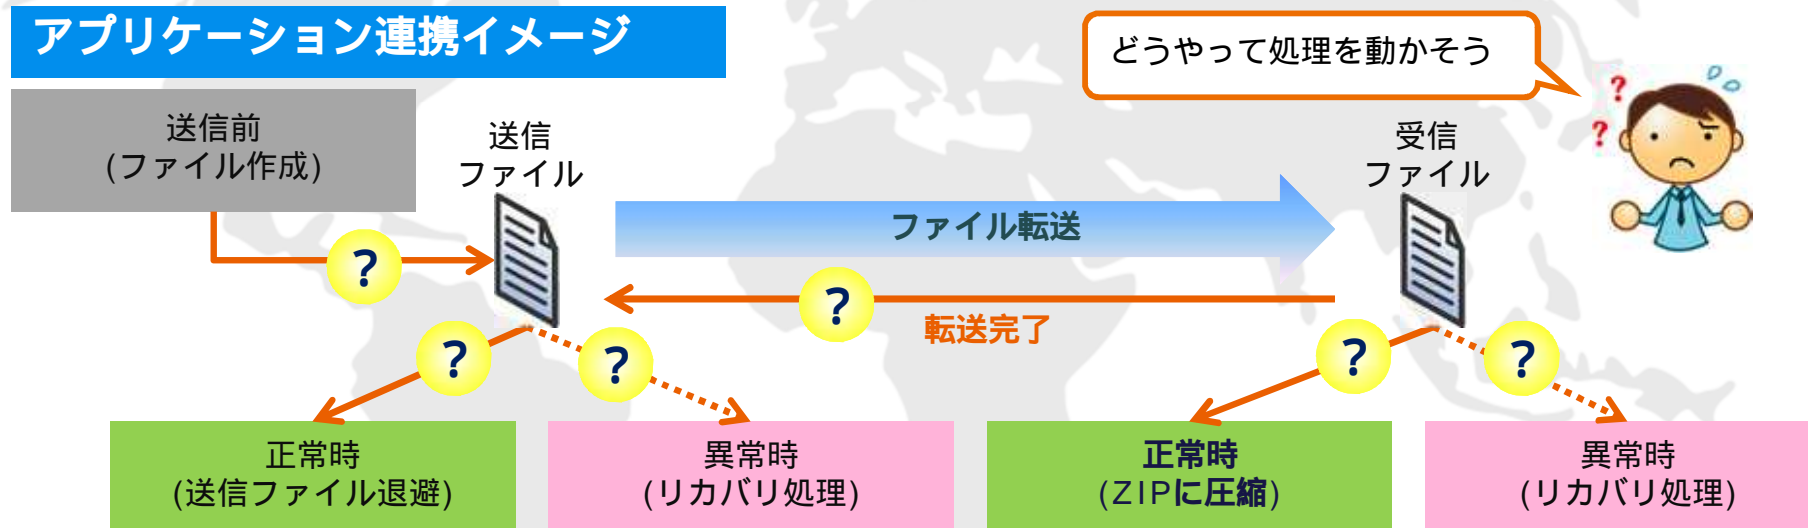 アプリケーション連携イメージ
どうやって処理を動かそう
?
?
送信前
(ファイル作成)
送信
ファイル
受信
ファイル
ファイル転送
?
?
転送完了
?
?
?
?
正常時
(送信ファイル退避)
異常時
(リカバリ処理)
正常時
(ZIPに圧縮)
異常時
(リカバリ処理)